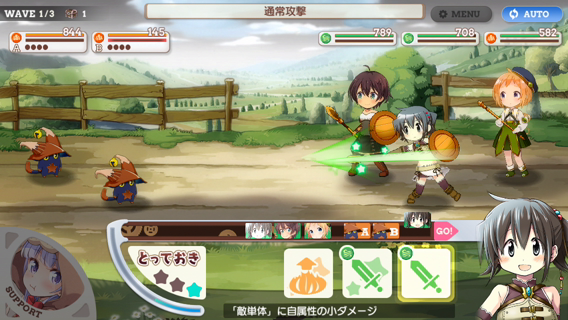 WAVE 1/3 1
通常攻撃
MENU
AUTO
844
145
A
B
789
708
582
A
B
GO!
とっておき
「敵単体」に自属性の小ダメージ
SUPPORT